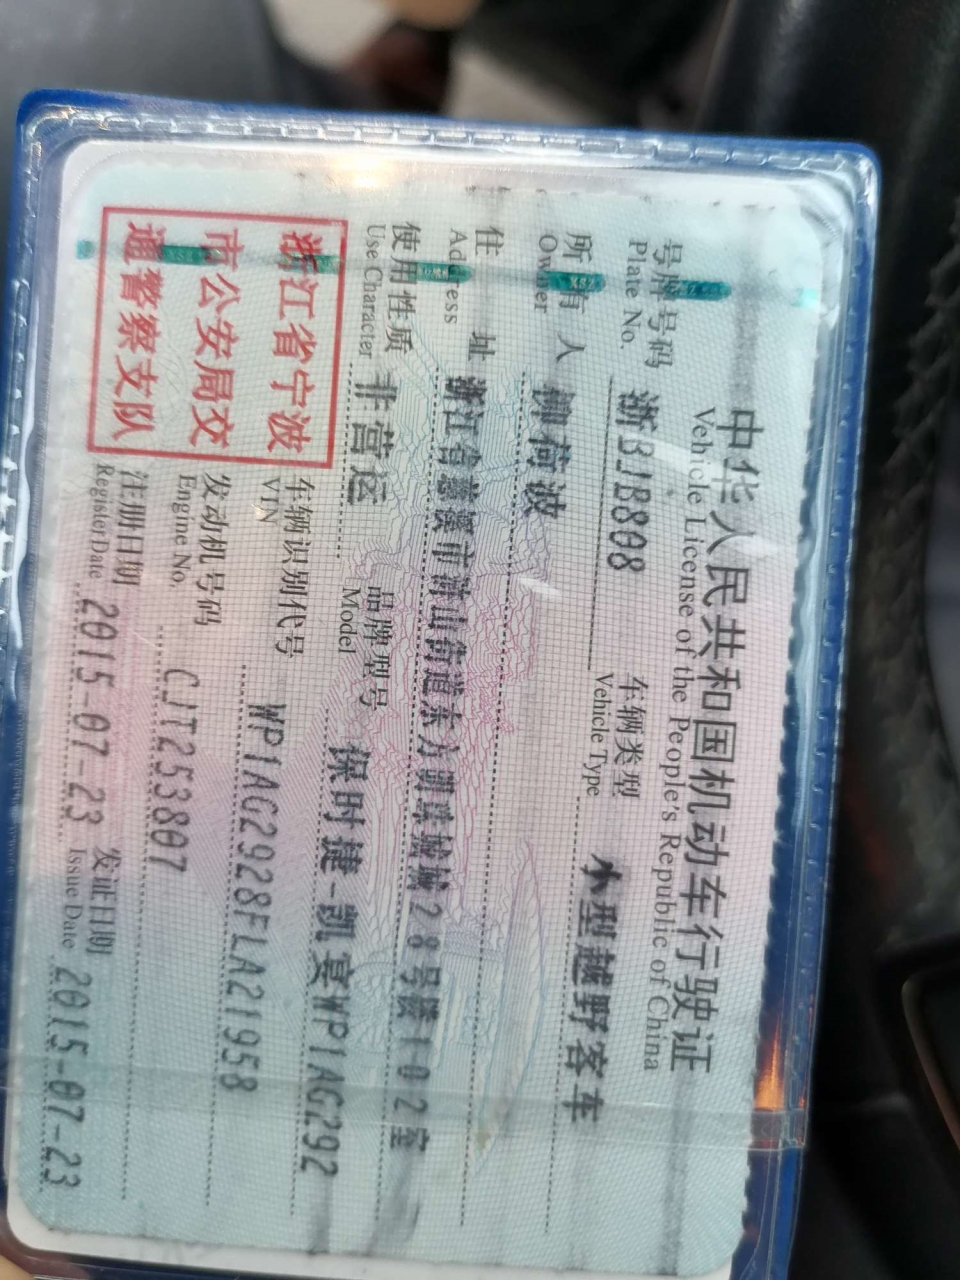 中华人民共和国机动车行驶证
Vehicle License of the People's Republic of China
号牌号码 浙B1B808 车辆类型 小型越野客车
Plate No. Vehicle Type
所有人 柳荷波
Owner
住址 浙江省慈溪市浒山街道东方明珠城城28号楼102室
Address
使用性质 非营运 品牌型号 保时捷-凯宴WP1AG292
Use Character Model
浙江省宁波
市公安局交
通警察支队
车辆识别代号 WP1AG2928FLA21958
VIN
发动机号码 CJT253807
Engine No.
注册日期 2015-07-23 发证日期 2015-07-23
Register Date Issue Date